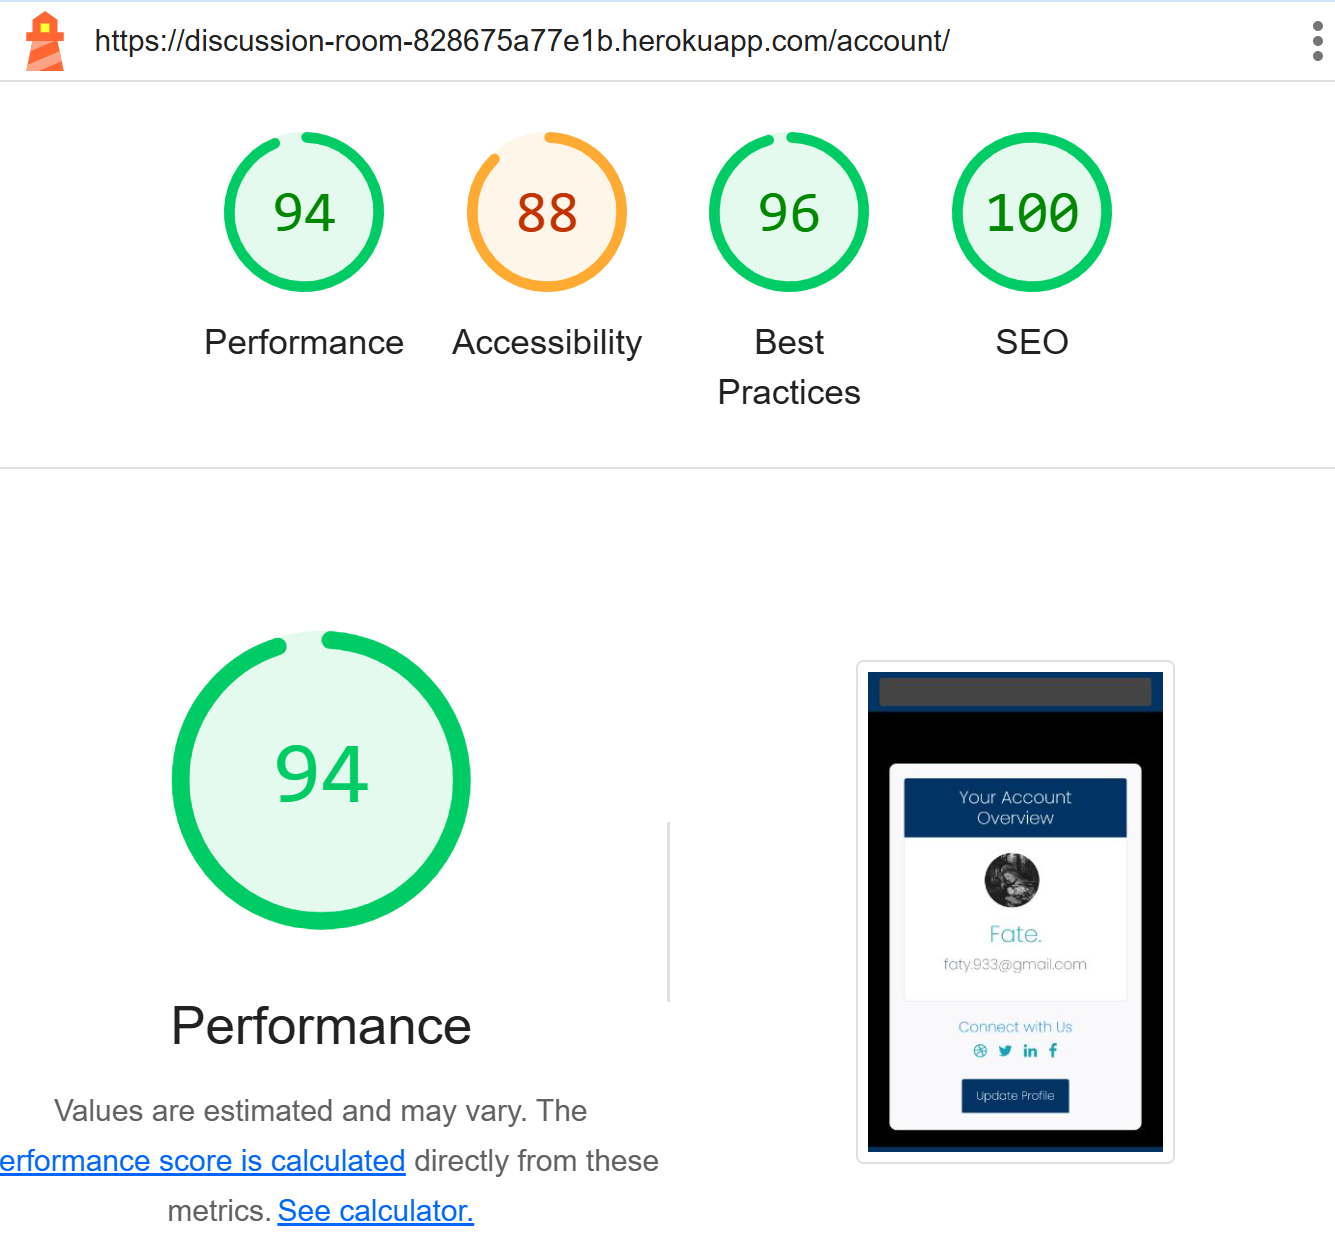 https://discussion-room-828675a77e1b.herokuapp.com/account/
94
88
96
100
Performance
Accessibility
Best
Practices
SEO
94
Performance
Values are estimated and may vary. The
erformance score is calculated directly from these
metrics. See calculator.
Your Account
Overview
Fate.
faty.933@gmail.com
Connect with Us
Update Profile